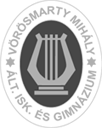 VÖRÖSMARTY MIHÁLY
ÁLT. ISK. ÉS GIMNÁZIUM